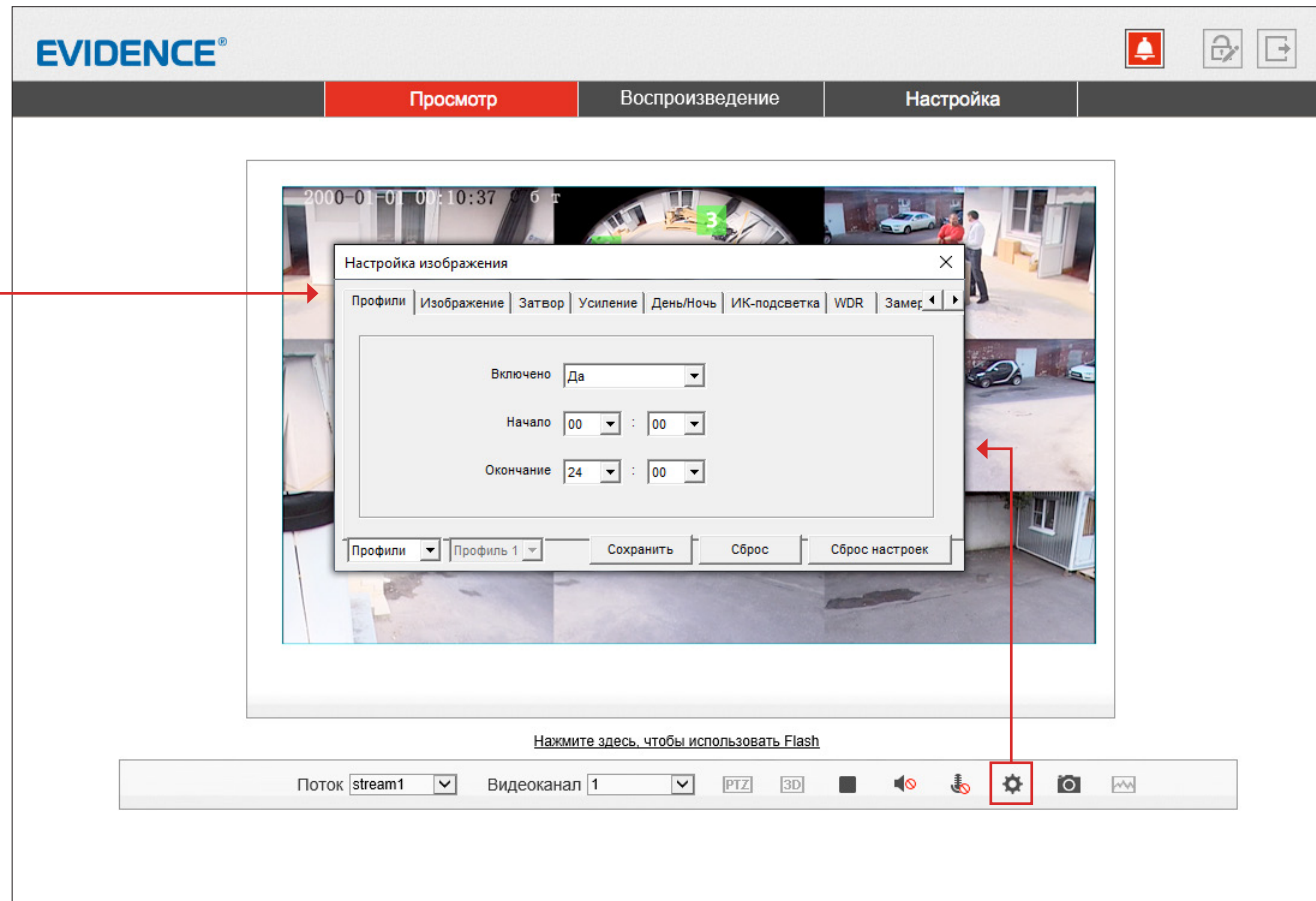 EVIDENCE®
Просмотр Воспроизведение Настройка
2000-01-01 00:10:37 б т
3
Настройка изображения
Профили Изображение Затвор Усиление День/Ночь ИК-подсветка WDR Замер
Включено Да
Начало 00 : 00
Окончание 24 : 00
Профили Профиль 1 Сохранить Сброс Сброс настроек
Нажмите здесь, чтобы использовать Flash
Поток stream1 Видеоканал 1 PTZ 3D